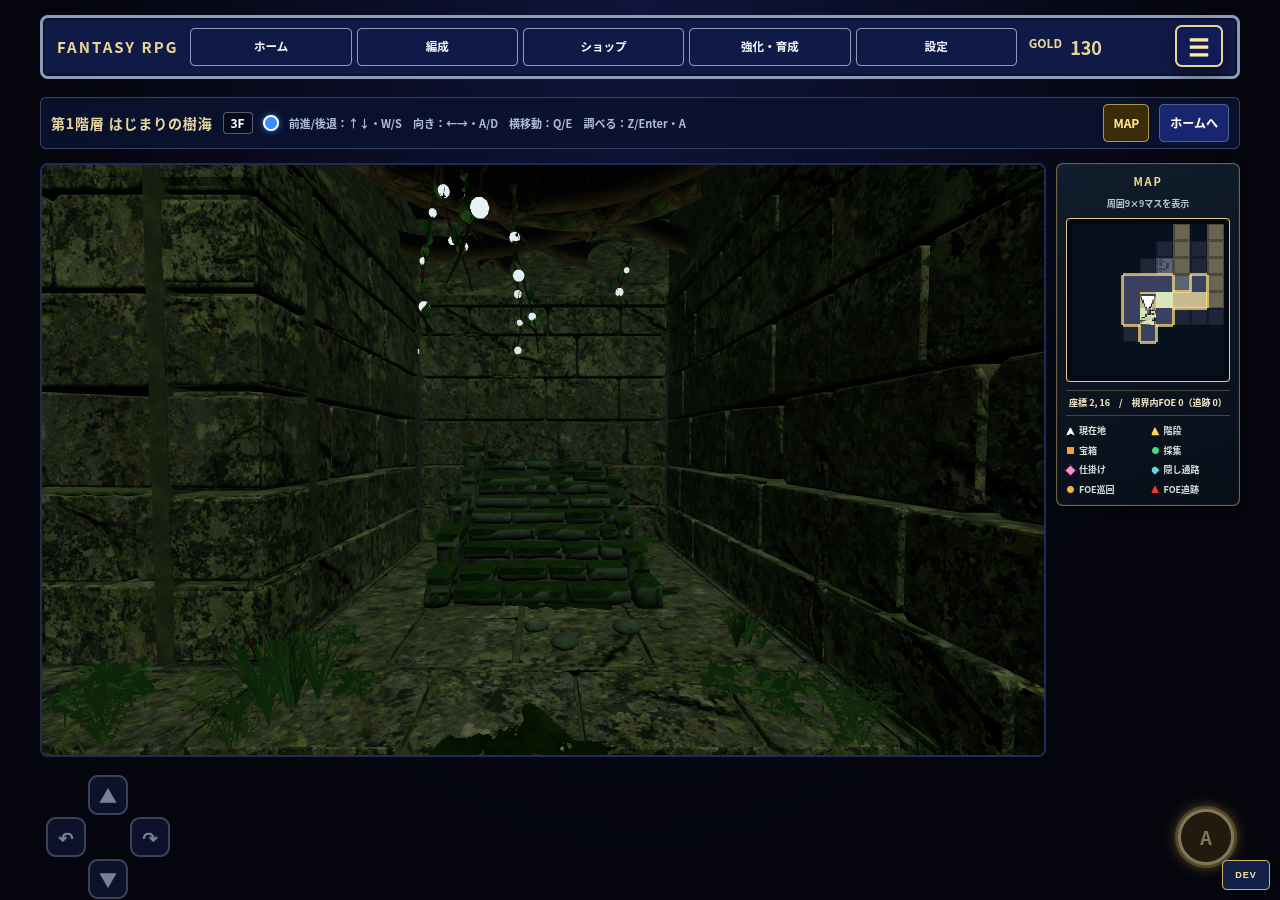 FANTASY RPG
ホーム
編成
ショップ
強化・育成
設定
GOLD 130
第1階層 はじまりの樹海
3F
前進/後退：↑↓・W/S 向き：←→・A/D 横移動：Q/E 調べる：Z/Enter・A
MAP
ホームへ
MAP
周囲9×9マスを表示
座標 2, 16 / 視界内FOE 0（追跡 0）
現在地
階段
宝箱
採集
仕掛け
隠し通路
FOE巡回
FOE追跡
A
DEV